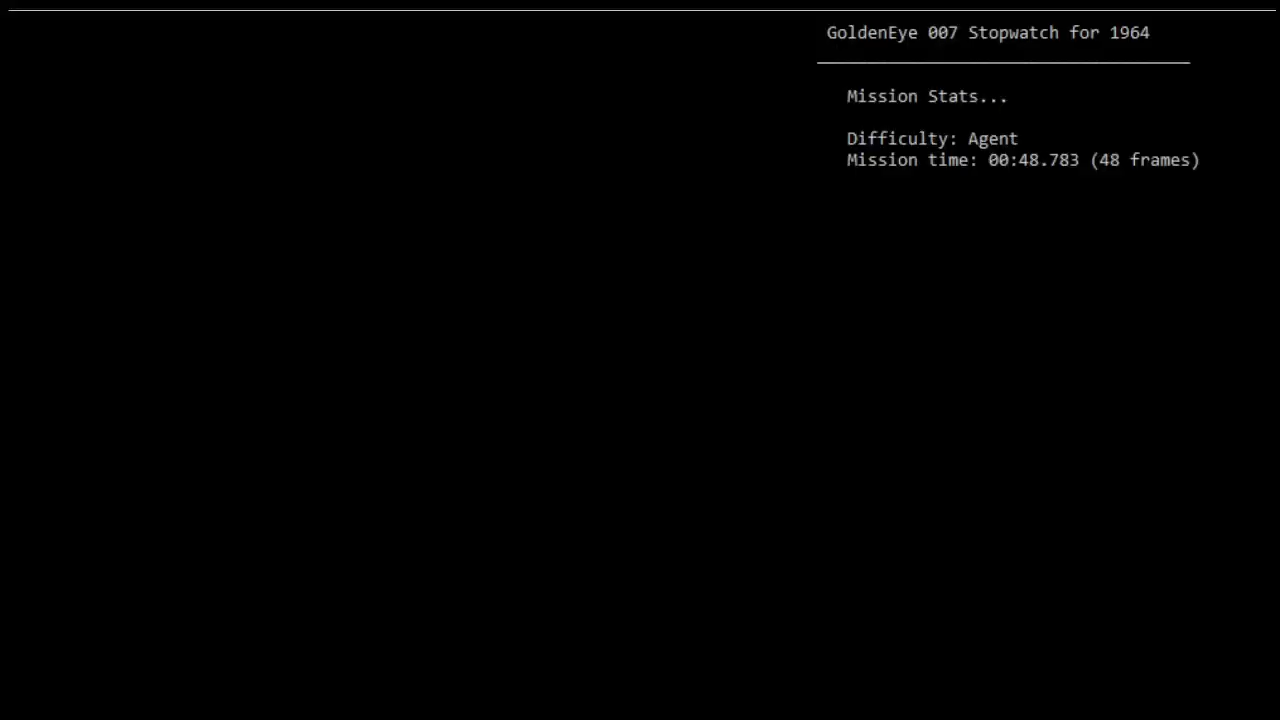 GoldenEye 007 Stopwatch for 1964
Mission Stats...
Difficulty: Agent
Mission time: 00:48.783 (48 frames)